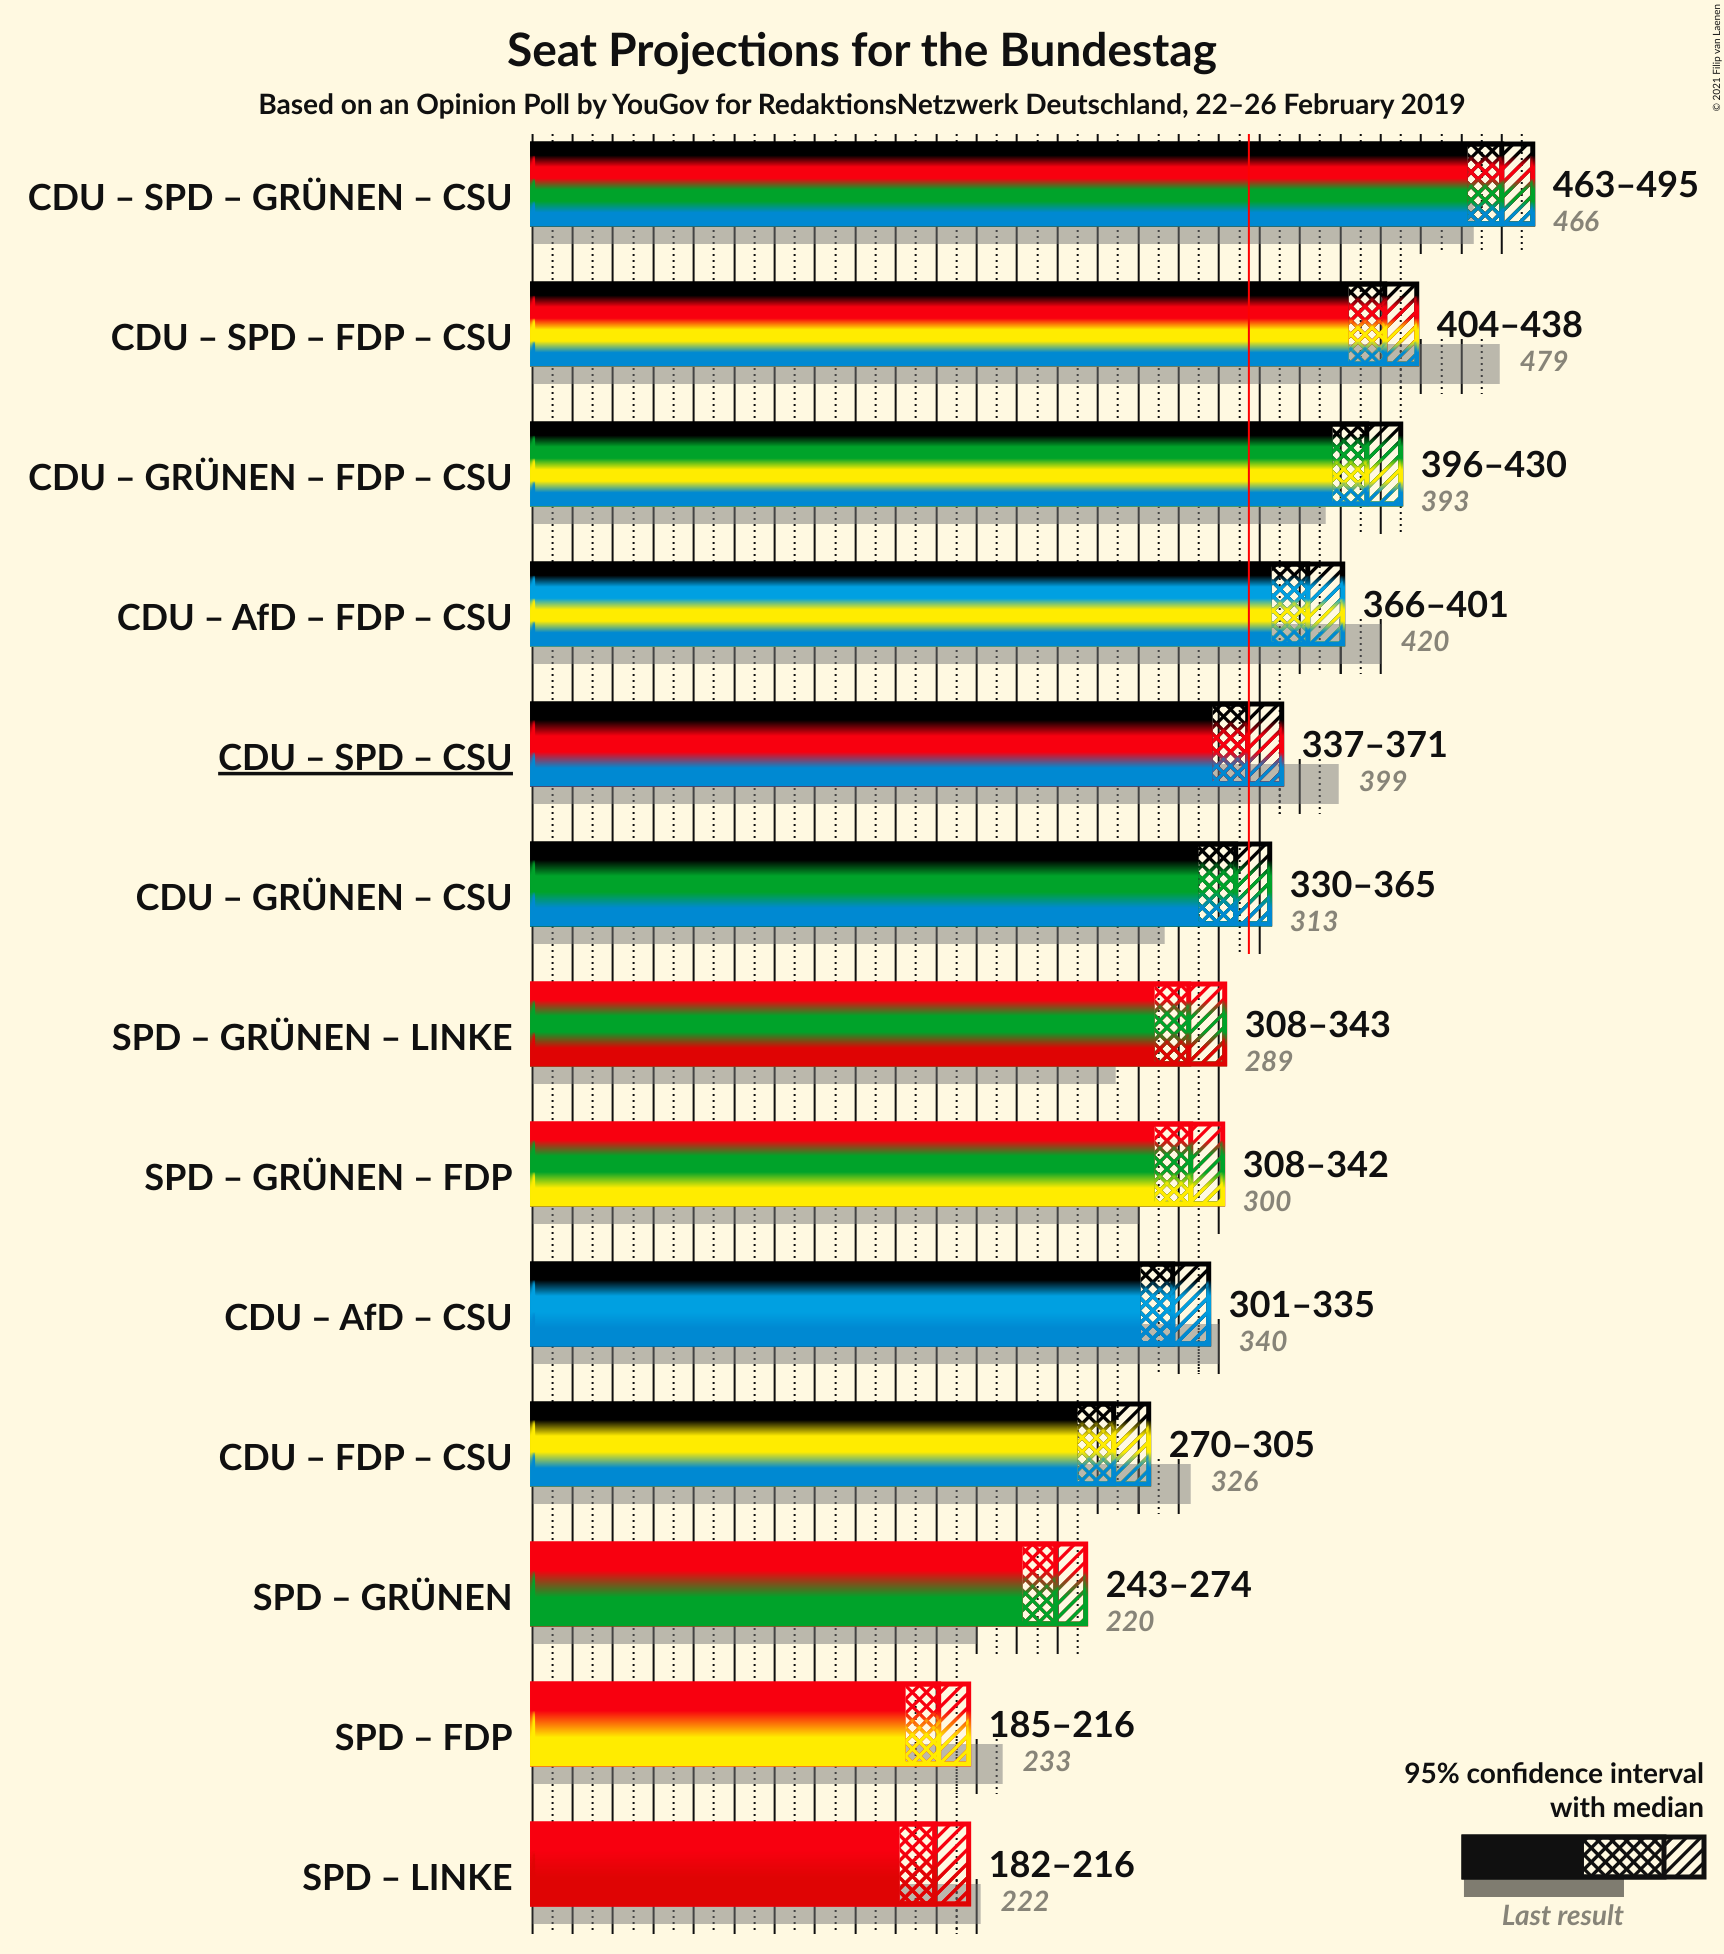 Seat Projections for the Bundestag
Based on an Opinion Poll by YouGov for RedaktionsNetzwerk Deutschland, 22–26 February 2019
© 2021 Filip van Laenen
CDU – SPD – GRÜNEN – CSU
463–495
466
CDU – SPD – FDP – CSU
404–438
479
CDU – GRÜNEN – FDP – CSU
396–430
393
CDU – AfD – FDP – CSU
366–401
420
CDU – SPD – CSU
337–371
399
CDU – GRÜNEN – CSU
330–365
313
SPD – GRÜNEN – LINKE
308–343
289
SPD – GRÜNEN – FDP
308–342
300
CDU – AfD – CSU
301–335
340
CDU – FDP – CSU
270–305
326
SPD – GRÜNEN
243–274
220
SPD – FDP
185–216
233
SPD – LINKE
182–216
222
95% confidence interval
with median
Last result